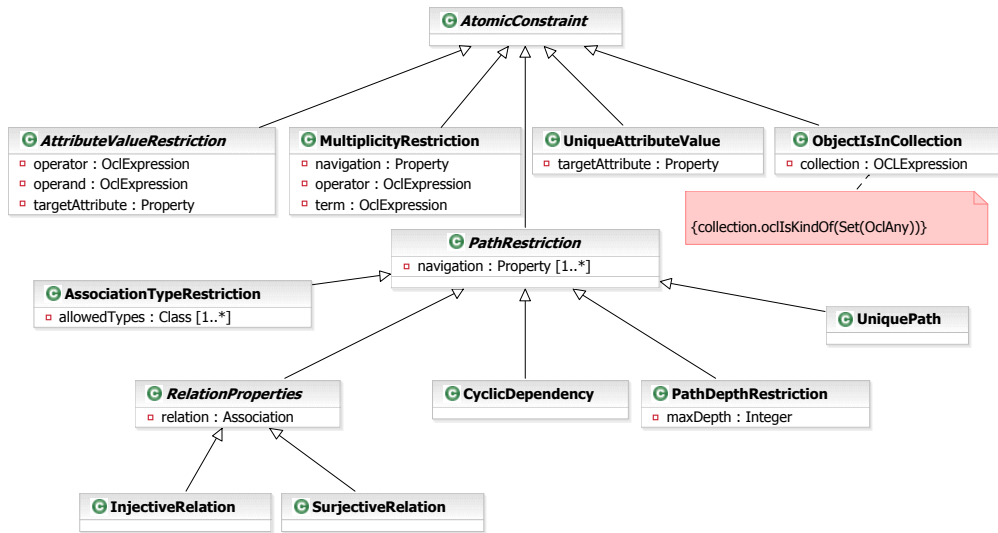 AtomicConstraint
AttributeValueRestriction
operator : OclExpression
operand : OclExpression
targetAttribute : Property
MultiplicityRestriction
navigation : Property
operator : OclExpression
term : OclExpression
UniqueAttributeValue
targetAttribute : Property
ObjectIsInCollection
collection : OCLExpression
{collection.oclIsKindOf(Set(OclAny))}
PathRestriction
navigation : Property [1..*]
AssociationTypeRestriction
allowedTypes : Class [1..*]
UniquePath
RelationProperties
relation : Association
CyclicDependency
PathDepthRestriction
maxDepth : Integer
InjectiveRelation
SurjectiveRelation